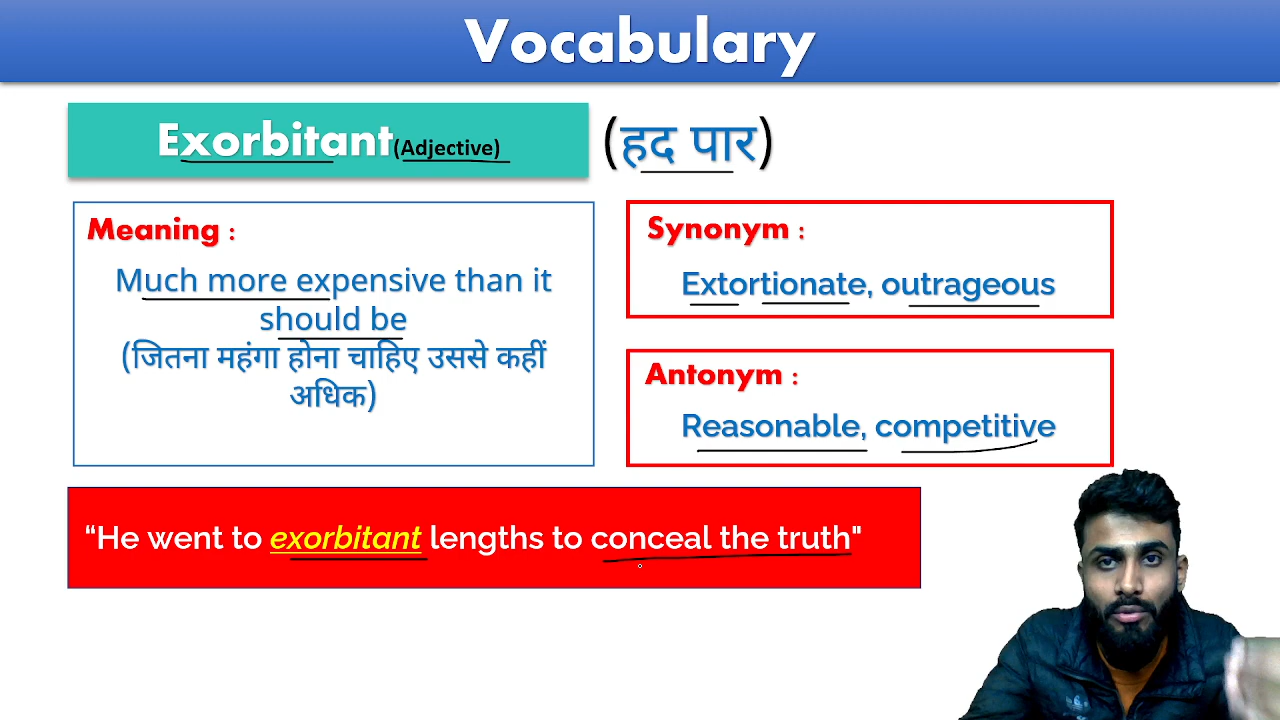 Vocabulary
Exorbitant(Adjective)
(हद पार)
Meaning :
Much more expensive than it
should be
(जितना महंगा होना चाहिए उससे कहीं
अधिक)
Synonym :
Extortionate, outrageous
Antonym :
Reasonable, competitive
“He went to exorbitant lengths to conceal the truth"